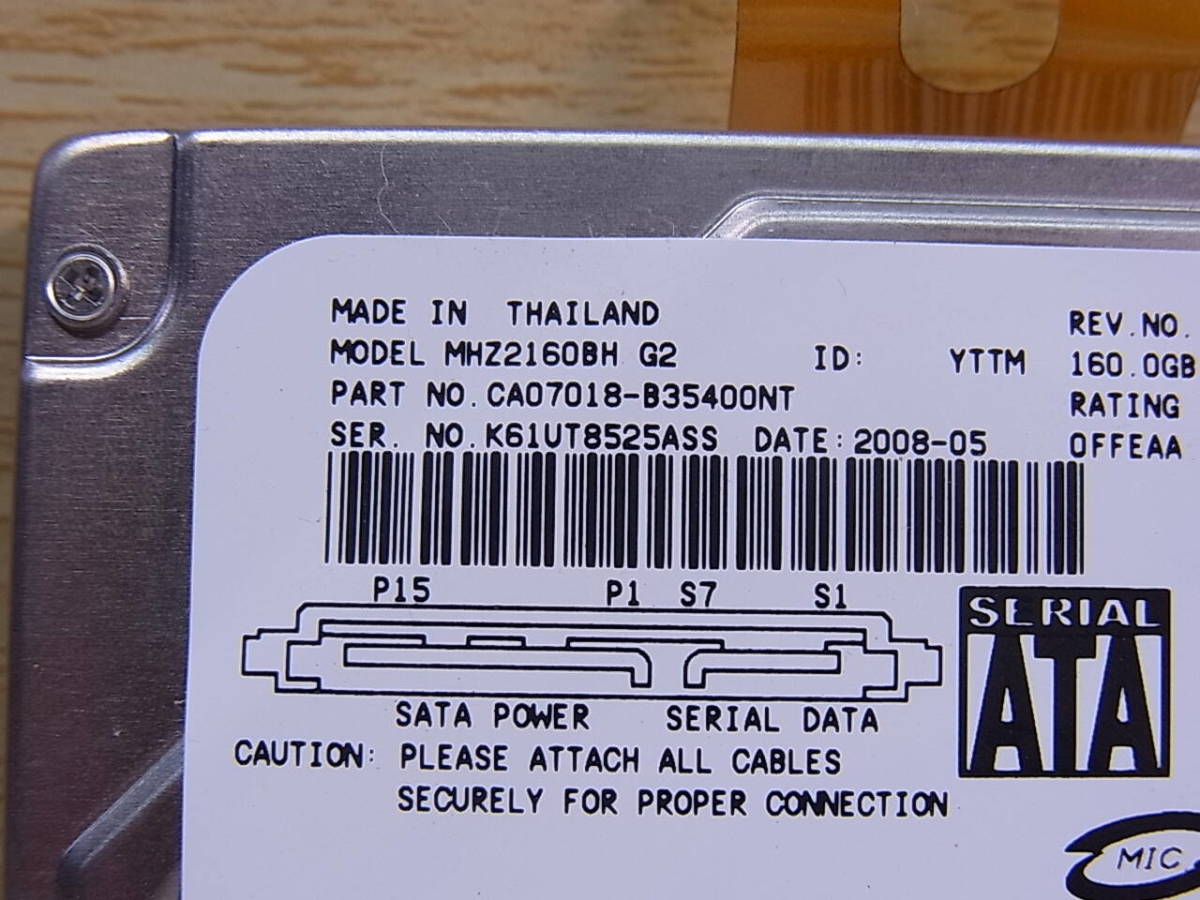 MADE IN THAILAND
REV.NO.
MODEL MHZ2160BH G2 ID: YTTM 160.0GB
PART NO.CA07018-B35400NT RATING
SER. NO.K61UT8525ASS DATE:2008-05 0FFEAA
P15 P1 S7 S1
SERIAL
ATA
SATA POWER SERIAL DATA
CAUTION: PLEASE ATTACH ALL CABLES
SECURELY FOR PROPER CONNECTION
MIC